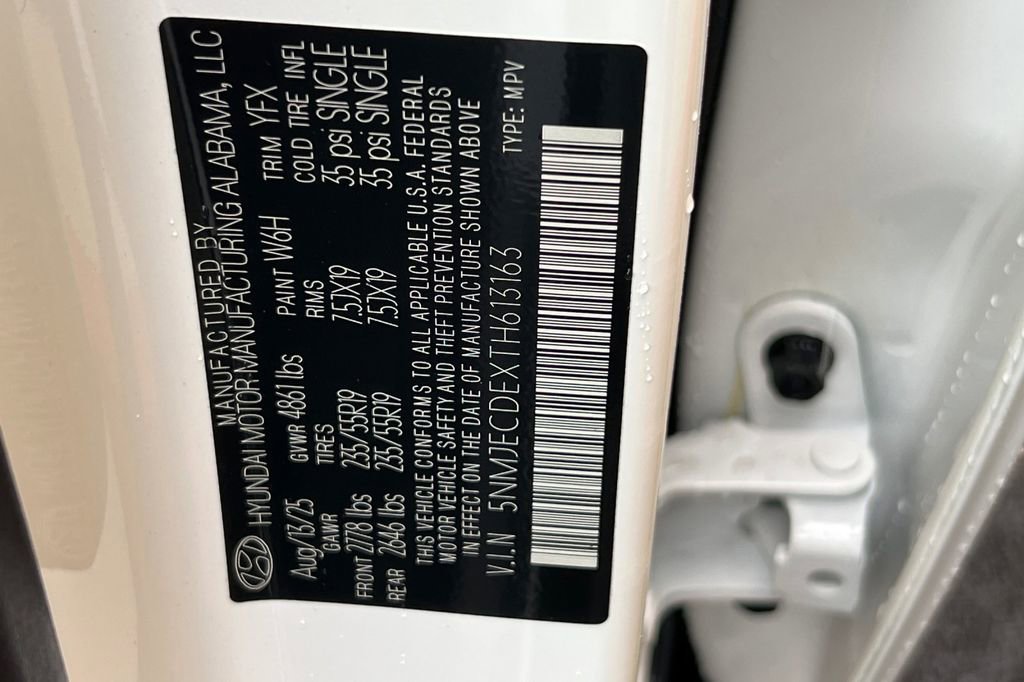 MANUFACTURED BY
HYUNDAI MOTOR MANUFACTURING ALABAMA, LLC
Aug/13/25 GVWR 4861 lbs PAINT W6H TRIM YFX
GAWR TIRES RIMS COLD TIRE INFL
FRONT 2778 lbs 235/55R19 7.5JX19 35 psi SINGLE
REAR 2646 lbs 235/55R19 7.5JX19 35 psi SINGLE
THIS VEHICLE CONFORMS TO ALL APPLICABLE U.S.A. FEDERAL
MOTOR VEHICLE SAFETY AND THEFT PREVENTION STANDARDS
IN EFFECT ON THE DATE OF MANUFACTURE SHOWN ABOVE
V.I.N 5NMJECDEXTH613163 TYPE: MPV